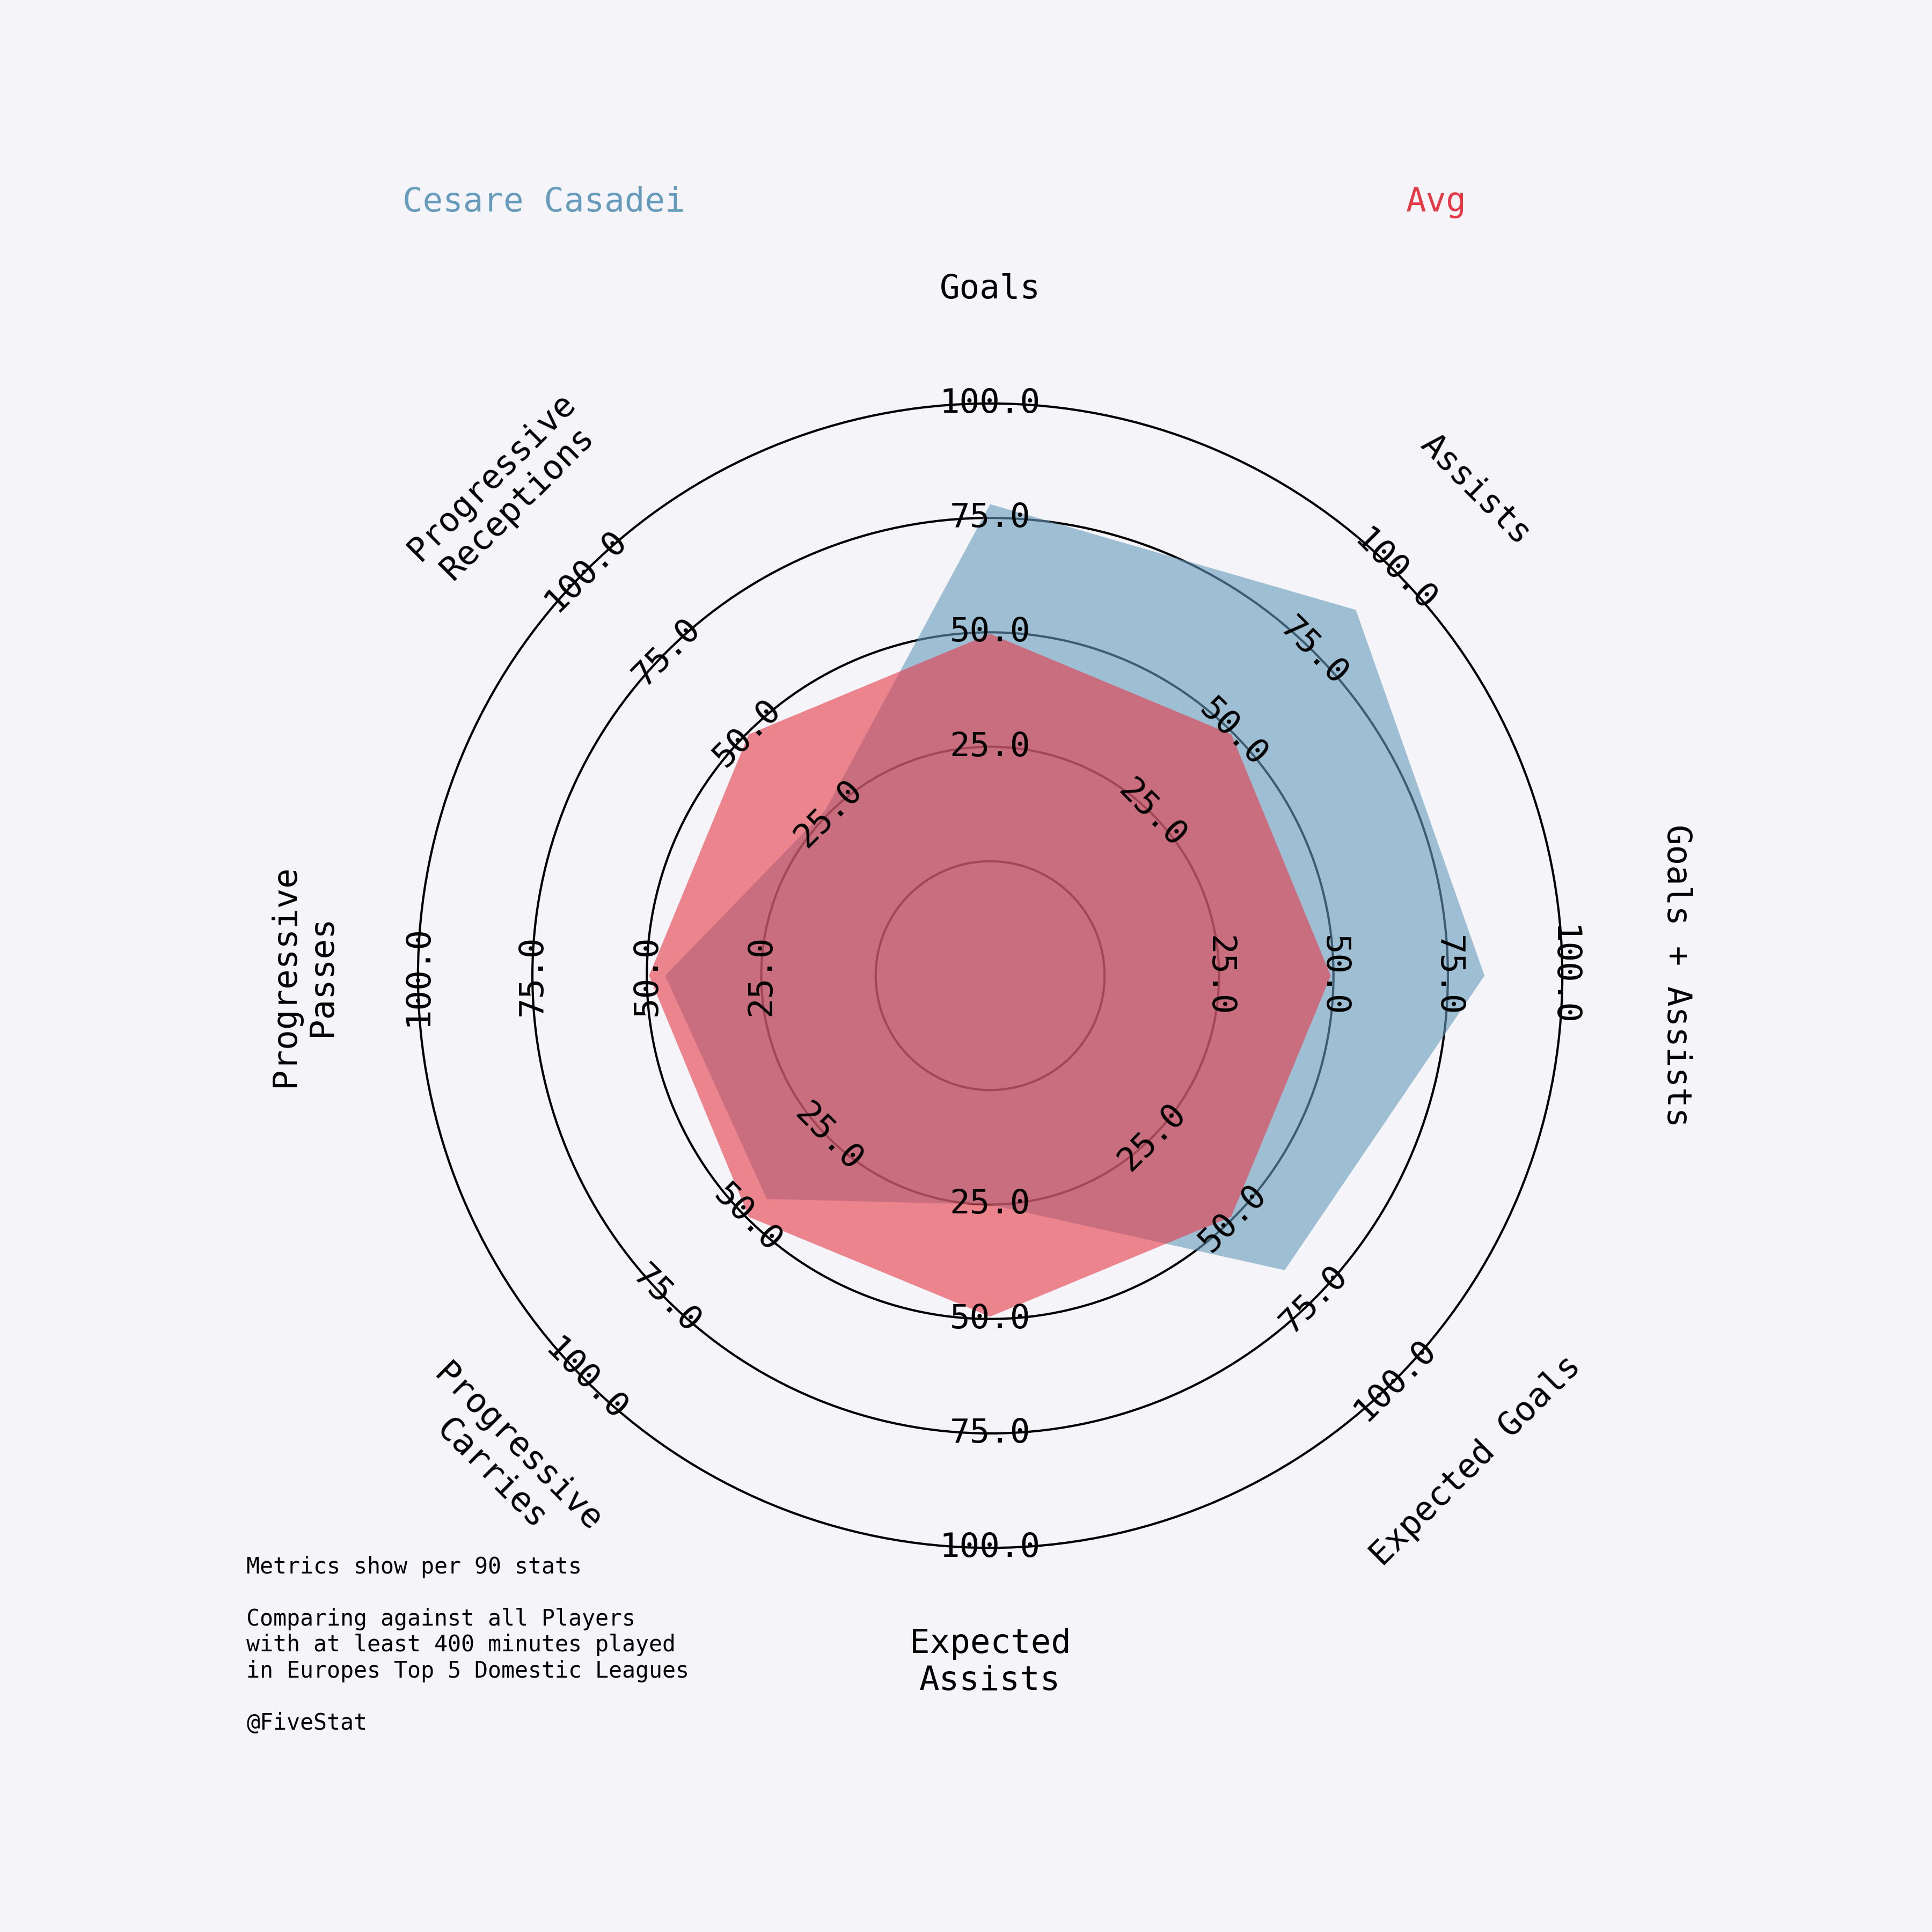 Cesare Casadei
Avg
Goals
Assists
Goals + Assists
Expected Goals
Expected
Assists
Progressive
Carries
Progressive
Passes
Progressive
Receptions
100.0
75.0
50.0
25.0
100.0
75.0
50.0
25.0
100.0
75.0
50.0
25.0
100.0
75.0
50.0
25.0
100.0
75.0
50.0
25.0
100.0
75.0
50.0
25.0
100.0
75.0
50.0
25.0
100.0
75.0
50.0
25.0
Metrics show per 90 stats
Comparing against all Players
with at least 400 minutes played
in Europes Top 5 Domestic Leagues
@FiveStat